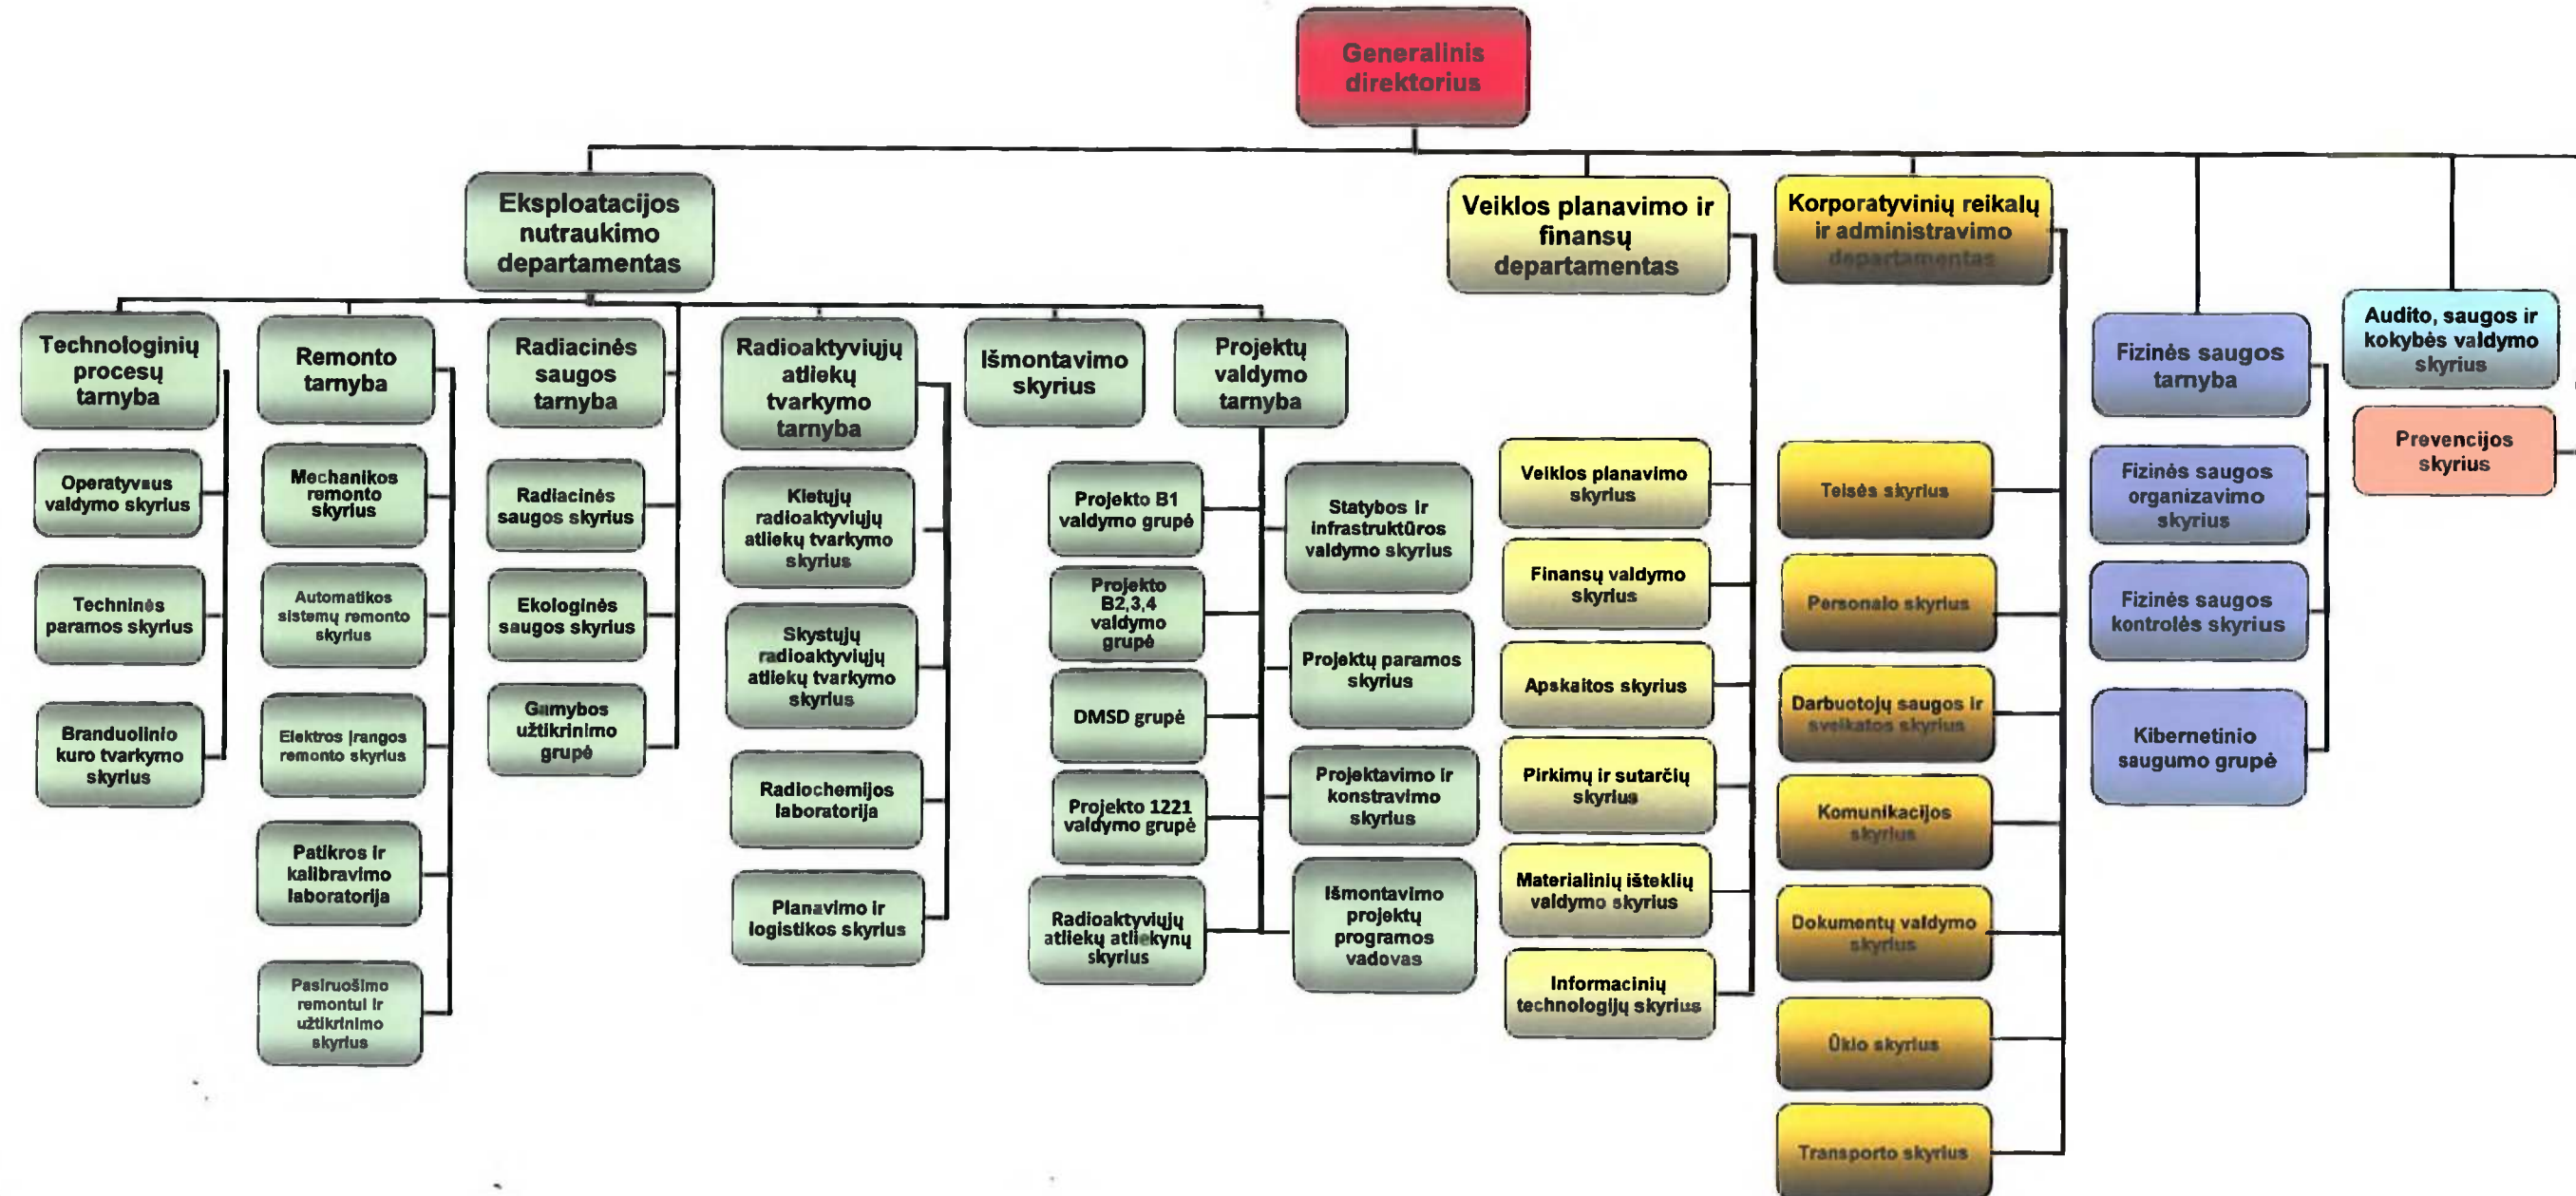 Generalinis
direktorius
Eksploatacijos
nutraukimo
departamentas
Veiklos planavimo ir
finansų
departamentas
Korporatyvinių reikalų
ir administravimo
departamentas
Technologinių
procesų
tarnyba
Remonto
tarnyba
Radiacinės
saugos
tarnyba
Radioaktyviųjų
atliekų
tvarkymo
tarnyba
Išmontavimo
skyrius
Projektų
valdymo
tarnyba
Fizinės saugos
tarnyba
Audito, saugos ir
kokybės valdymo
skyrius
Prevencijos
skyrius
Operatyvaus
valdymo skyrius
Techninės
paramos skyrius
Branduolinio
kuro tvarkymo
skyrius
Mechanikos
remonto
skyrius
Automatikos
sistemų remonto
skyrius
Elektros įrangos
remonto skyrius
Patikros ir
kalibravimo
laboratorija
Pasiruošimo
remontui ir
užtikrinimo
skyrius
Radiacinės
saugos skyrius
Ekologinės
saugos skyrius
Gamybos
užtikrinimo
grupė
Kietųjų
radioaktyviųjų
atliekų tvarkymo
skyrius
Skystųjų
radioaktyviųjų
atliekų tvarkymo
skyrius
Radiochemijos
laboratorija
Planavimo ir
logistikos skyrius
Projekto B1
valdymo grupė
Projekto
B2,3,4
valdymo
grupė
DMSD grupė
Projekto 1221
valdymo grupė
Radioaktyviųjų
atliekų atliekynų
skyrius
Statybos ir
infrastruktūros
valdymo skyrius
Projektų paramos
skyrius
Projektavimo ir
konstravimo
skyrius
Išmontavimo
projektų
programos
vadovas
Veiklos planavimo
skyrius
Finansų valdymo
skyrius
Apskaitos skyrius
Pirkimų ir sutarčių
skyrius
Materialinių išteklių
valdymo skyrius
Informacinių
technologijų skyrius
Teisės skyrius
Personalo skyrius
Darbuotojų saugos ir
sveikatos skyrius
Komunikacijos
skyrius
Dokumentų valdymo
skyrius
Ūkio skyrius
Transporto skyrius
Fizinės saugos
organizavimo
skyrius
Fizinės saugos
kontrolės skyrius
Kibernetinio
saugumo grupė